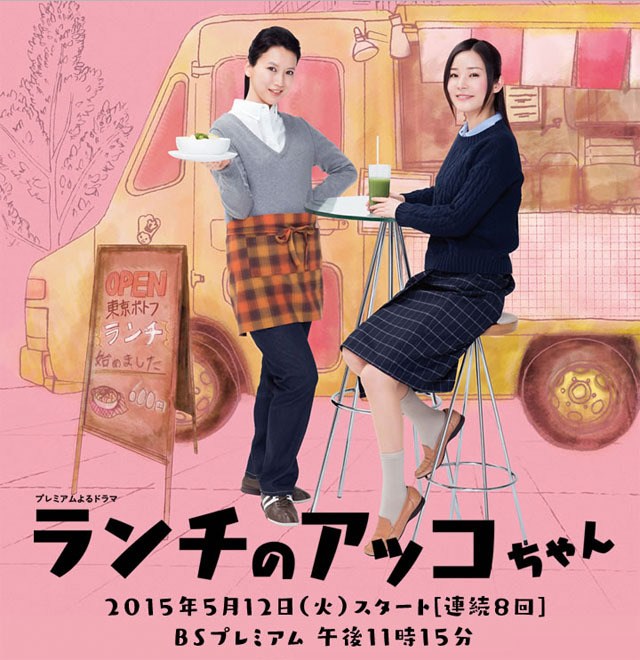 OPEN
東京ポトフ
ランチ
始めました
600円
プレミアムよるドラマ
ランチのアッコちゃん
2015年5月12日(火)スタート[連続8回]
BSプレミアム 午後11時15分